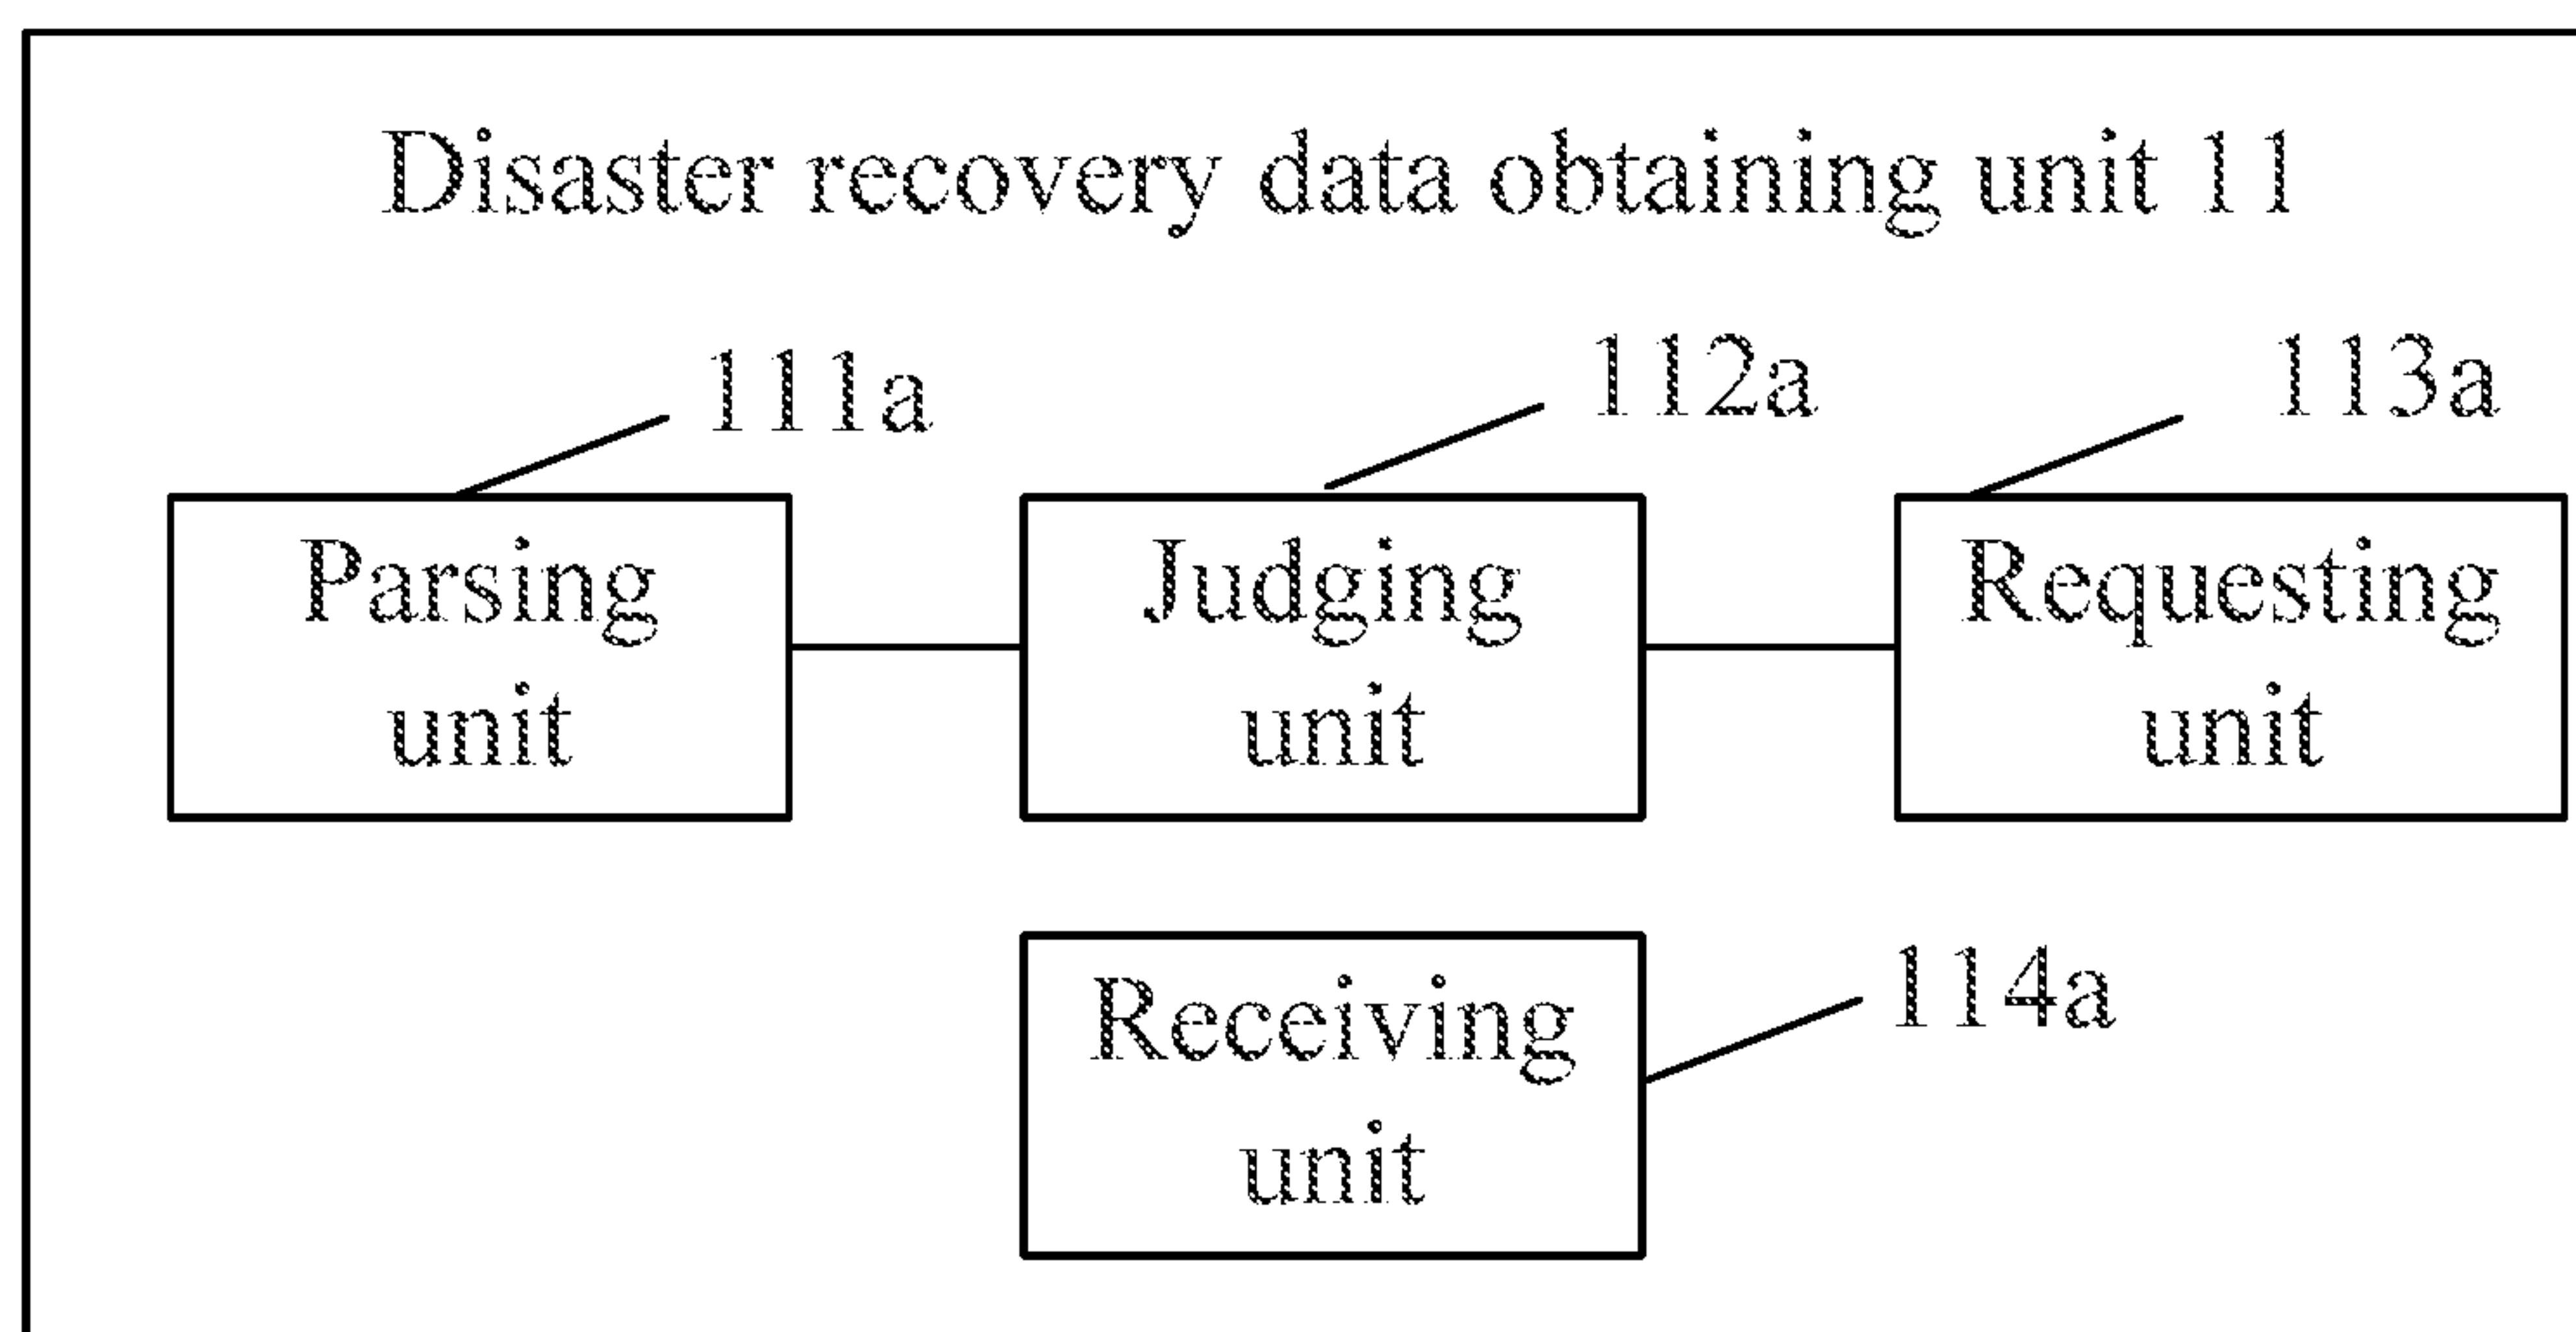 Disaster recovery data obtaining unit 11
111a
112a
113a
Parsing
unit
Judging
unit
Requesting
unit
Receiving
unit
114a